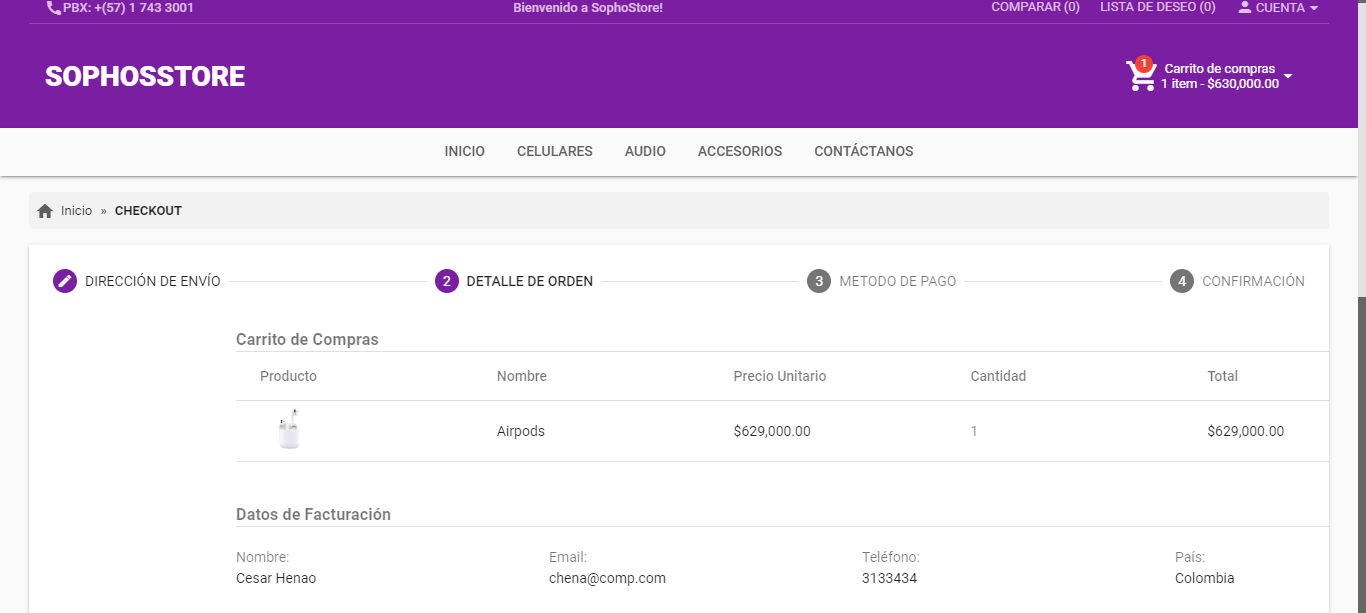 PBX: +(57) 1 743 3001
Bienvenido a SophoStore!
COMPARAR (0)
LISTA DE DESEO (0)
CUENTA
SOPHOSSTORE
1
Carrito de compras
1 item - $630,000.00
INICIO CELULARES AUDIO ACCESORIOS CONTÁCTANOS
Inicio » CHECKOUT
DIRECCIÓN DE ENVÍO 2 DETALLE DE ORDEN 3 METODO DE PAGO 4 CONFIRMACIÓN
Carrito de Compras
Producto Nombre Precio Unitario Cantidad Total
Airpods $629,000.00 1 $629,000.00
Datos de Facturación
Nombre: Email: Teléfono: País:
Cesar Henao chena@comp.com 3133434 Colombia